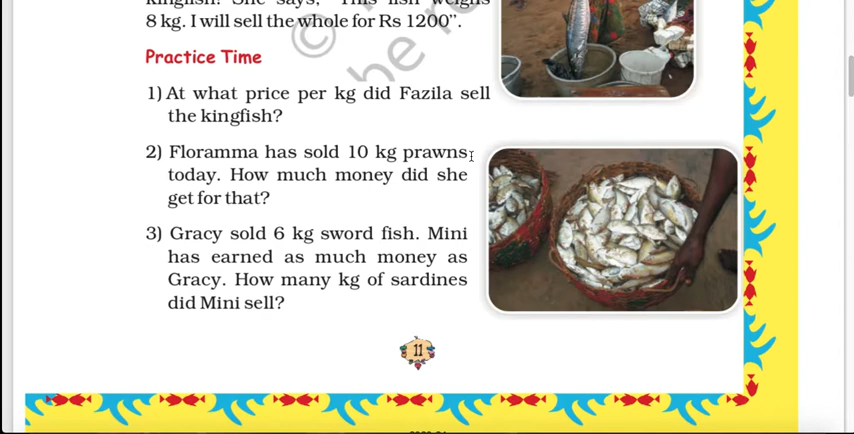 8 kg. I will sell the whole for Rs 1200”.
Practice Time
1) At what price per kg did Fazila sell
the kingfish?
2) Floramma has sold 10 kg prawns
today. How much money did she
get for that?
3) Gracy sold 6 kg sword fish. Mini
has earned as much money as
Gracy. How many kg of sardines
did Mini sell?
11